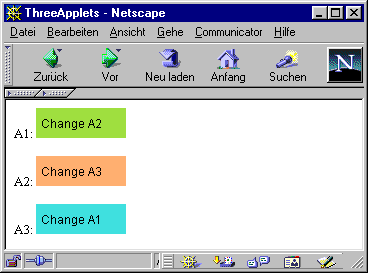 ThreeApplets - Netscape
Datei Bearbeiten Ansicht Gehe Communicator Hilfe
Zurück Vor Neu laden Anfang Suchen N
A1: Change A2
A2: Change A3
A3: Change A1